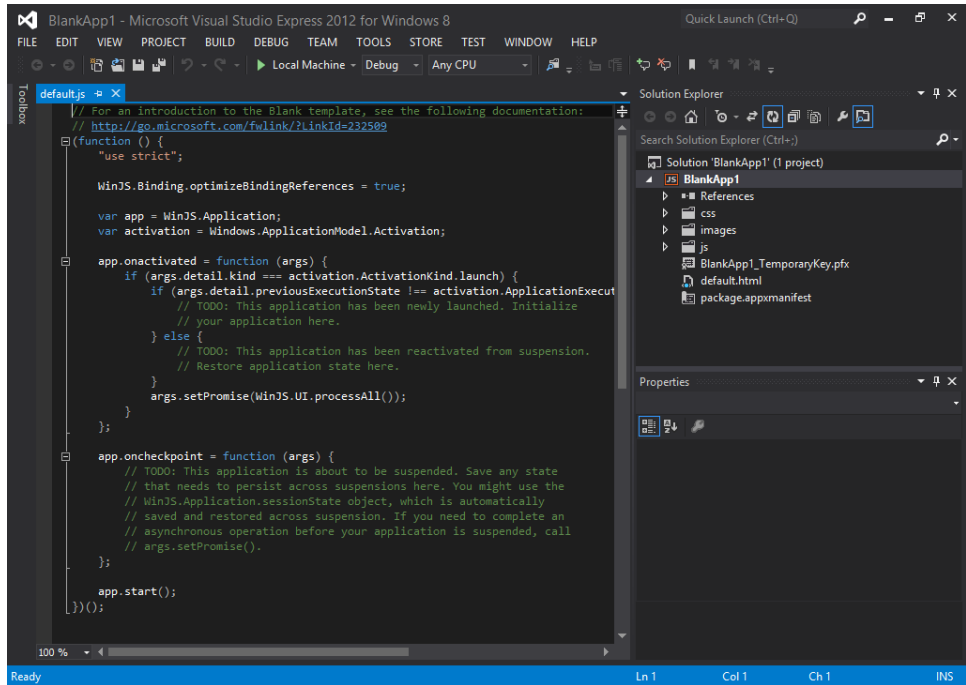 BlankApp1 - Microsoft Visual Studio Express 2012 for Windows 8
Quick Launch (Ctrl+Q)
FILE EDIT VIEW PROJECT BUILD DEBUG TEAM TOOLS STORE TEST WINDOW HELP
Local Machine Debug Any CPU
Toolbox
default.js
// For an introduction to the Blank template, see the following documentation:
// http://go.microsoft.com/fwlink/?LinkId=232509
(function () {
"use strict";
WinJS.Binding.optimizeBindingReferences = true;
var app = WinJS.Application;
var activation = Windows.ApplicationModel.Activation;
app.onactivated = function (args) {
if (args.detail.kind === activation.ActivationKind.launch) {
if (args.detail.previousExecutionState !== activation.ApplicationExecut
// TODO: This application has been newly launched. Initialize
// your application here.
} else {
// TODO: This application has been reactivated from suspension.
// Restore application state here.
}
args.setPromise(WinJS.UI.processAll());
}
};
app.oncheckpoint = function (args) {
// TODO: This application is about to be suspended. Save any state
// that needs to persist across suspensions here. You might use the
// WinJS.Application.sessionState object, which is automatically
// saved and restored across suspension. If you need to complete an
// asynchronous operation before your application is suspended, call
// args.setPromise().
};
app.start();
})();
100 %
Solution Explorer
Search Solution Explorer (Ctrl+;)
Solution 'BlankApp1' (1 project)
JS BlankApp1
References
css
images
js
BlankApp1_TemporaryKey.pfx
default.html
package.appxmanifest
Properties
Ready Ln 1 Col 1 Ch 1 INS